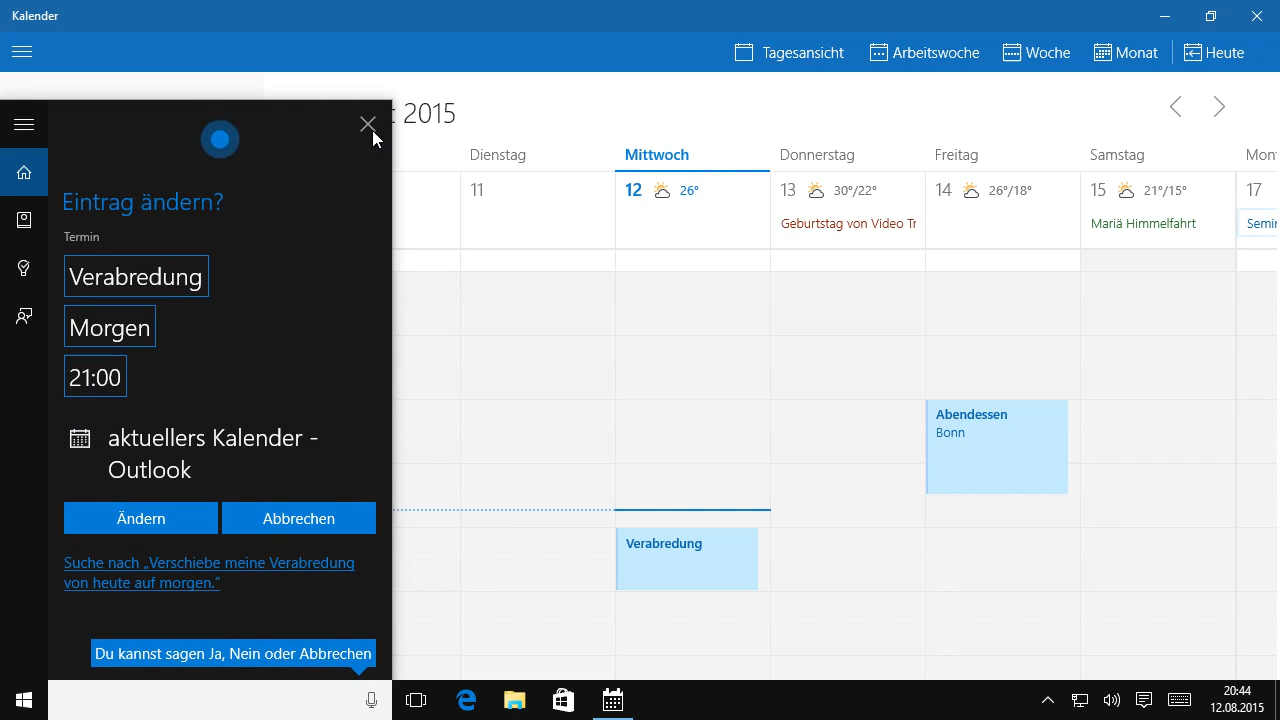 Kalender
Tagesansicht
Arbeitswoche
Woche
Monat
Heute
t 2015
Dienstag
Mittwoch
Donnerstag
Freitag
Samstag
Mon
11
12 26°
13 30°/22°
14 26°/18°
15 21°/15°
17
Geburtstag von Video Tr
Mariä Himmelfahrt
Semin
Abendessen
Bonn
Verabredung
Eintrag ändern?
Termin
Verabredung
Morgen
21:00
aktuellers Kalender -
Outlook
Ändern
Abbrechen
Suche nach „Verschiebe meine Verabredung
von heute auf morgen.“
Du kannst sagen Ja, Nein oder Abbrechen
20:44
12.08.2015